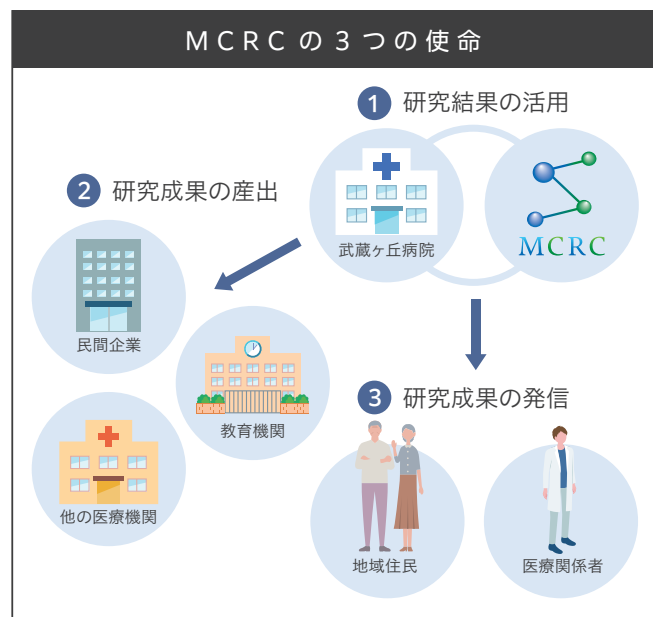 MCRCの3つの使命
1 研究結果の活用
武蔵ヶ丘病院
MCRC
2 研究成果の産出
民間企業
教育機関
他の医療機関
3 研究成果の発信
地域住民
医療関係者